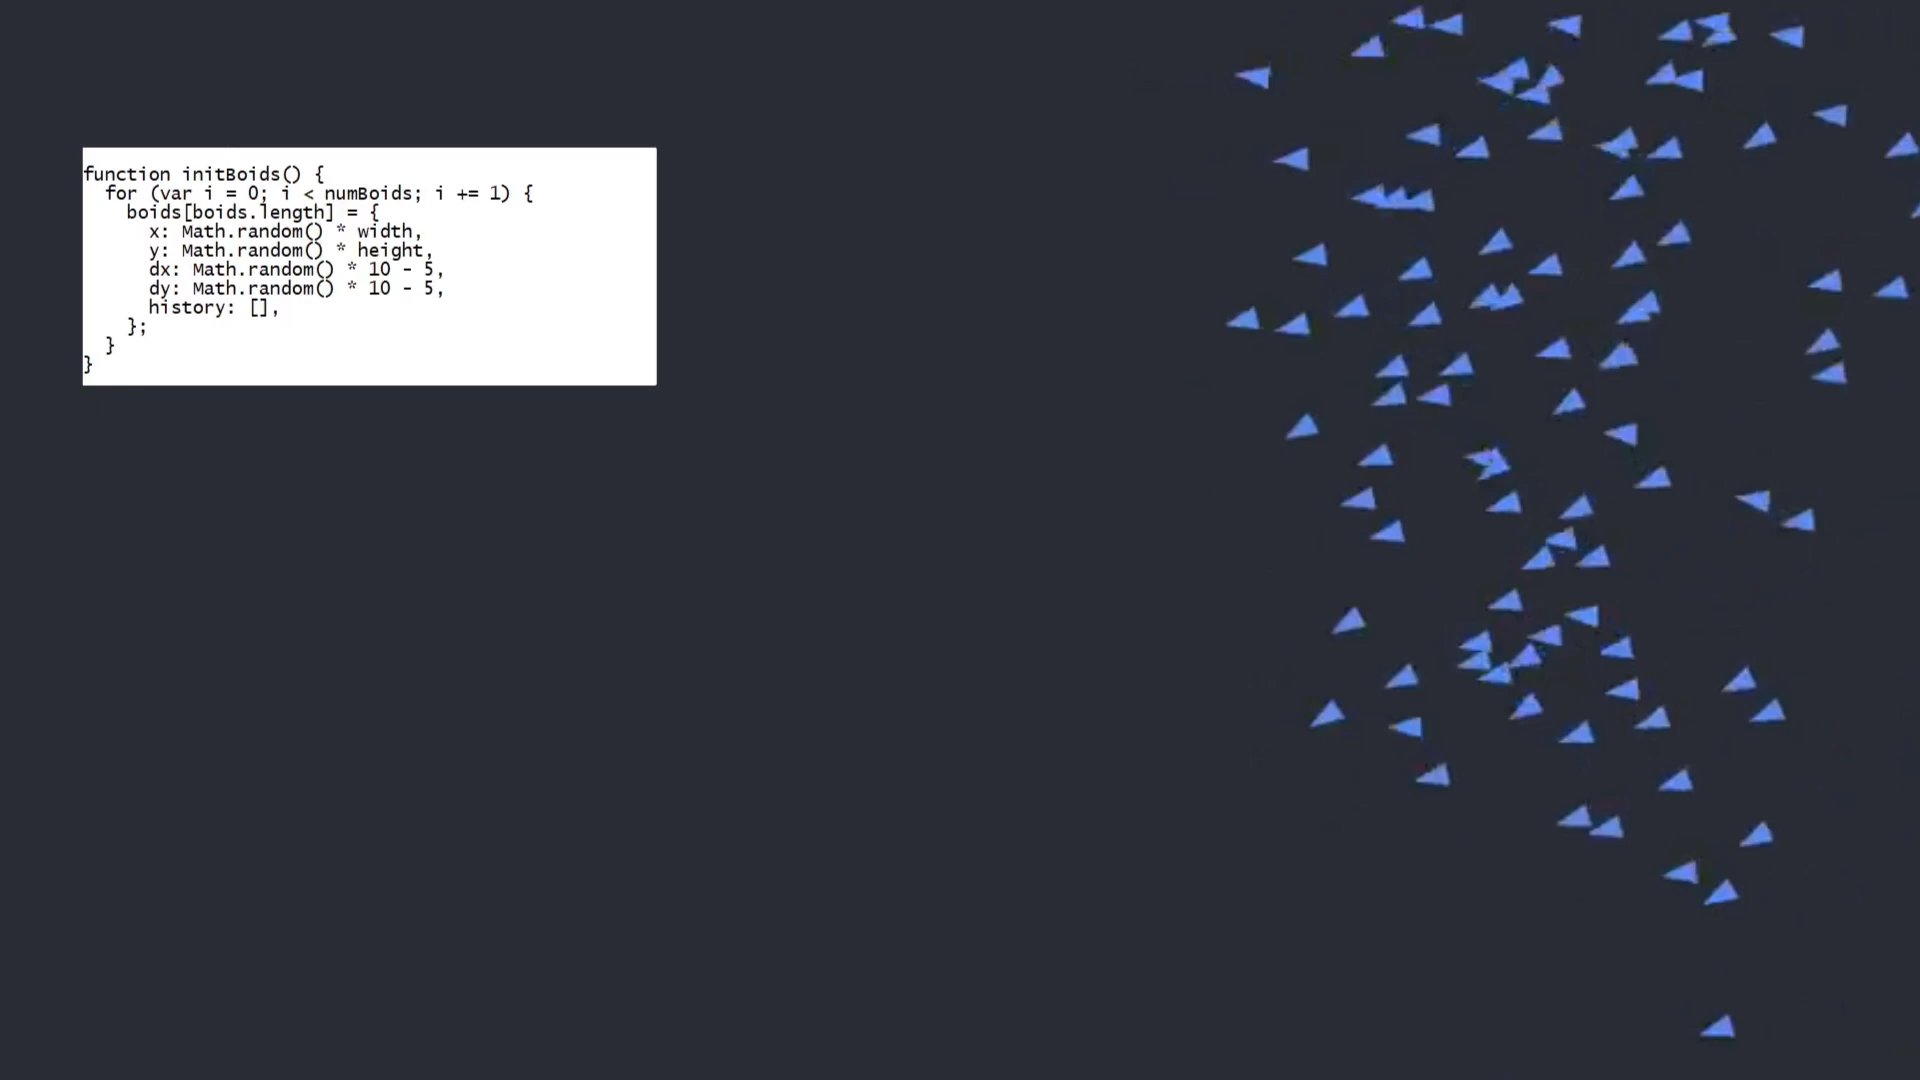 function initBoids() {
  for (var i = 0; i < numBoids; i += 1) {
    boids[boids.length] = {
      x: Math.random() * width,
      y: Math.random() * height,
      dx: Math.random() * 10 - 5,
      dy: Math.random() * 10 - 5,
      history: [],
    };
  }
}